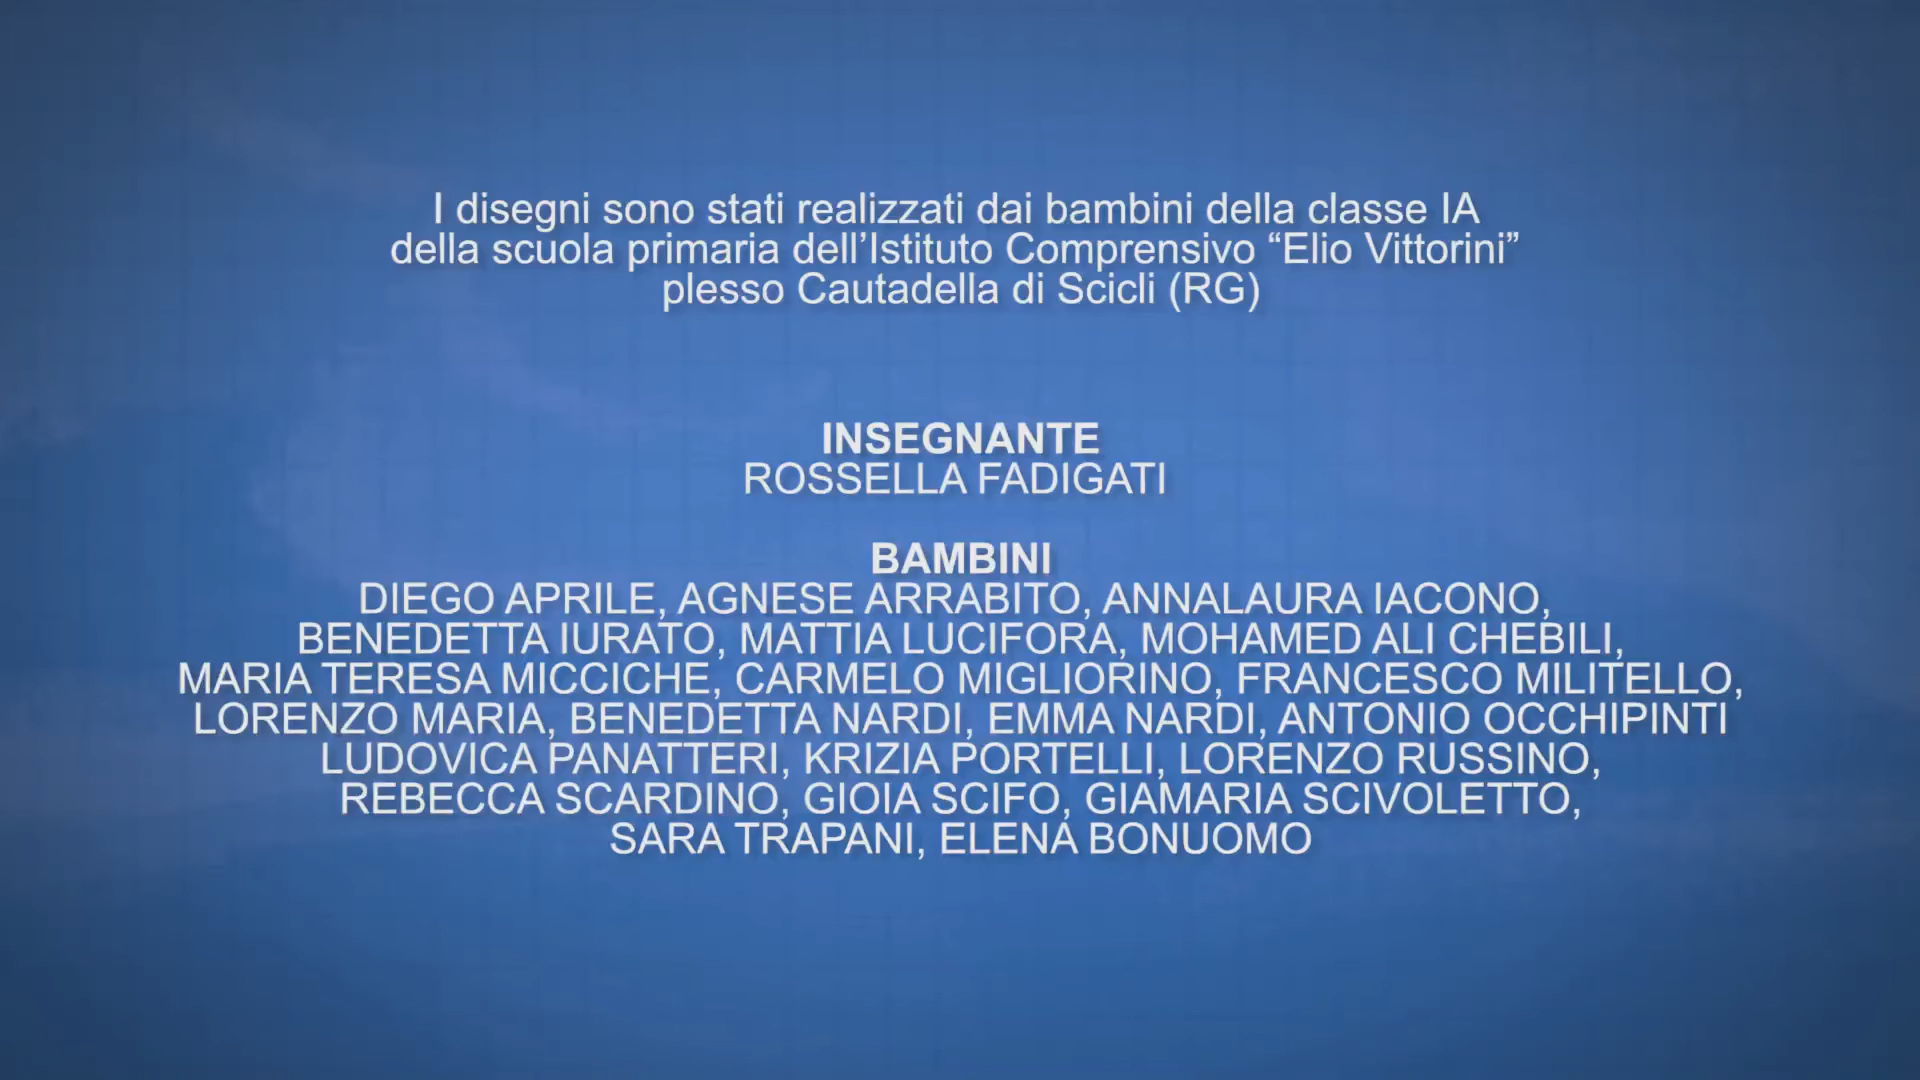 I disegni sono stati realizzati dai bambini della classe IA
della scuola primaria dell’Istituto Comprensivo “Elio Vittorini”
plesso Cautadella di Scicli (RG)
INSEGNANTE
ROSSELLA FADIGATI
BAMBINI
DIEGO APRILE, AGNESE ARRABITO, ANNALAURA IACONO,
BENEDETTA IURATO, MATTIA LUCIFORA, MOHAMED ALI CHEBILI,
MARIA TERESA MICCICHE, CARMELO MIGLIORINO, FRANCESCO MILITELLO,
LORENZO MARIA, BENEDETTA NARDI, EMMA NARDI, ANTONIO OCCHIPINTI
LUDOVICA PANATTERI, KRIZIA PORTELLI, LORENZO RUSSINO,
REBECCA SCARDINO, GIOIA SCIFO, GIAMARIA SCIVOLETTO,
SARA TRAPANI, ELENA BONUOMO